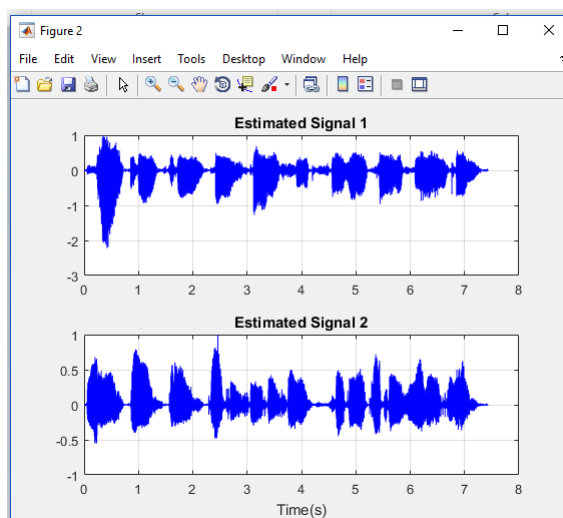 Figure 2
File Edit View Insert Tools Desktop Window Help
Estimated Signal 1
1
0
-1
-2
-3
0 1 2 3 4 5 6 7 8
Estimated Signal 2
1
0.5
0
-0.5
-1
0 1 2 3 4 5 6 7 8
Time(s)